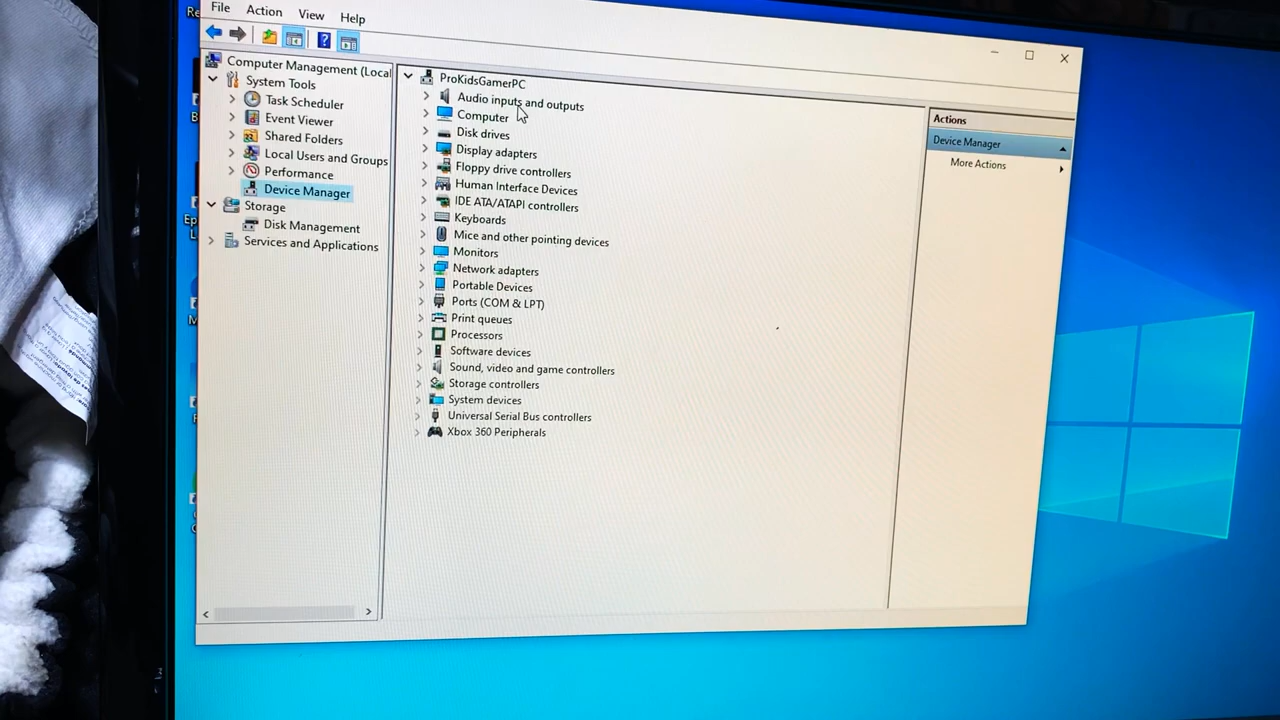 File Action View Help
Computer Management (Local
System Tools
Task Scheduler
Event Viewer
Shared Folders
Local Users and Groups
Performance
Device Manager
Storage
Disk Management
Services and Applications
ProKidsGamerPC
Audio inputs and outputs
Computer
Disk drives
Display adapters
Floppy drive controllers
Human Interface Devices
IDE ATA/ATAPI controllers
Keyboards
Mice and other pointing devices
Monitors
Network adapters
Portable Devices
Ports (COM & LPT)
Print queues
Processors
Software devices
Sound, video and game controllers
Storage controllers
System devices
Universal Serial Bus controllers
Xbox 360 Peripherals
Actions
Device Manager
More Actions